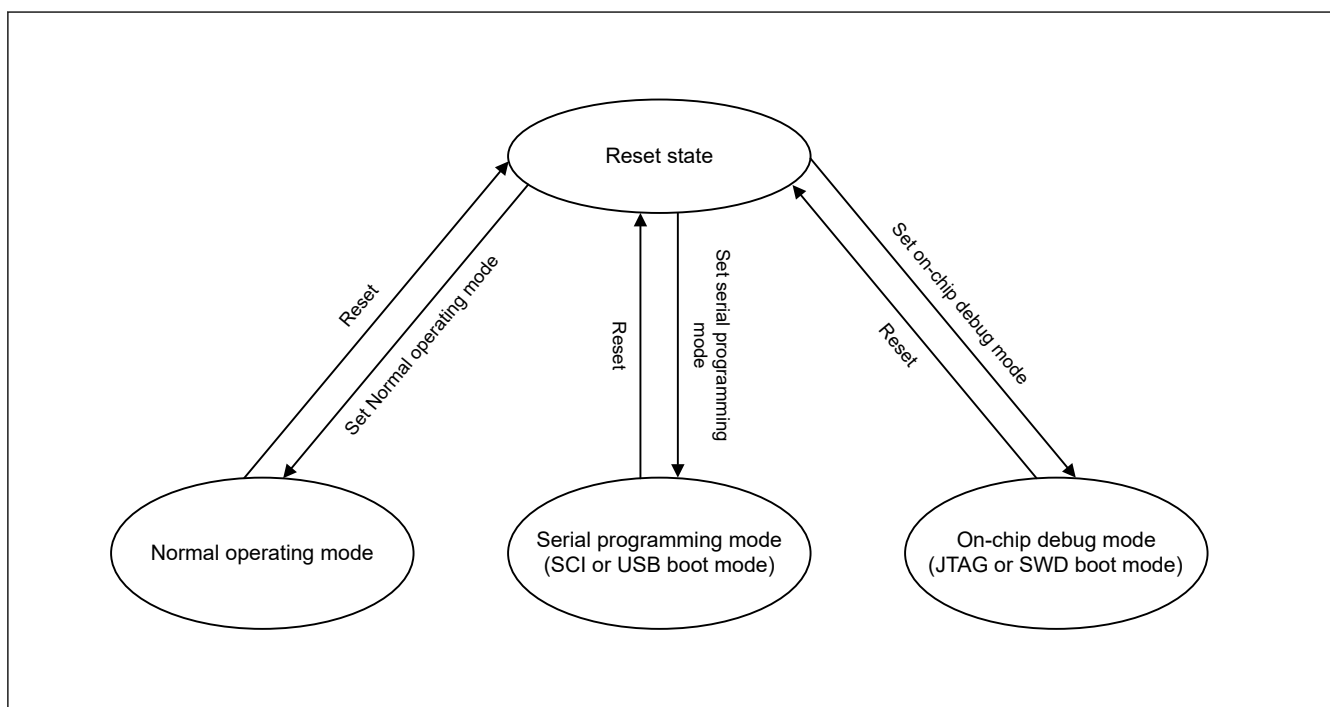 Reset state
Reset
Set Normal operating mode
Reset
Set serial programming
mode
Set on-chip debug mode
Reset
Normal operating mode
Serial programming mode
(SCI or USB boot mode)
On-chip debug mode
(JTAG or SWD boot mode)